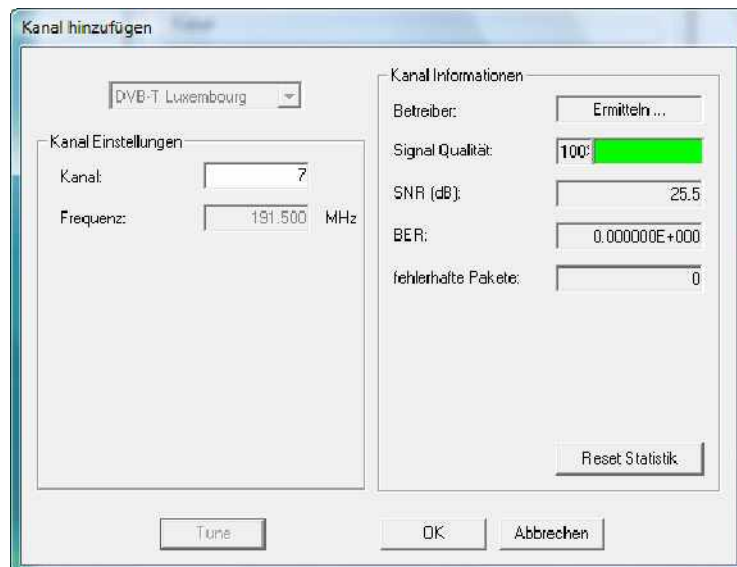 Kanal hinzufügen
DVB-T Luxembourg
Kanal Einstellungen
Kanal: 7
Frequenz: 191.500 MHz
Kanal Informationen
Betreiber: Ermitteln ...
Signal Qualität: 100
SNR (dB): 25.5
BER: 0.000000E+000
fehlerhafte Pakete: 0
Reset Statistik
Tune
OK
Abbrechen